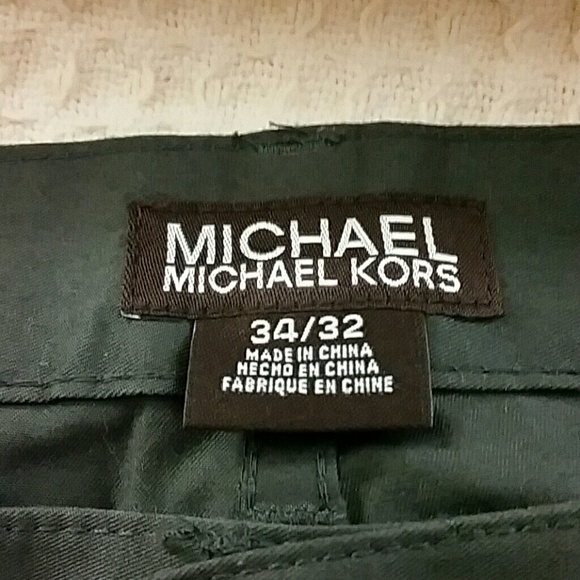 MICHAEL
MICHAEL KORS
34/32
MADE IN CHINA
HECHO EN CHINA
FABRIQUE EN CHINE